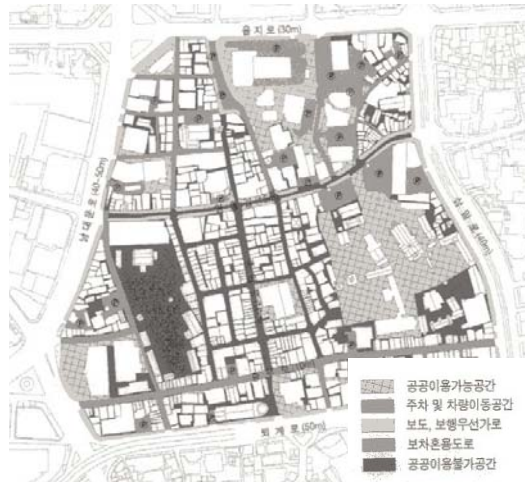 을지로 (30m)
남대문로 (40~50m)
삼일로 (40m)
퇴계로 (50m)
공공이용가능공간
주차 및 차량이동공간
보도, 보행우선가로
보차혼용도로
공공이용불가공간